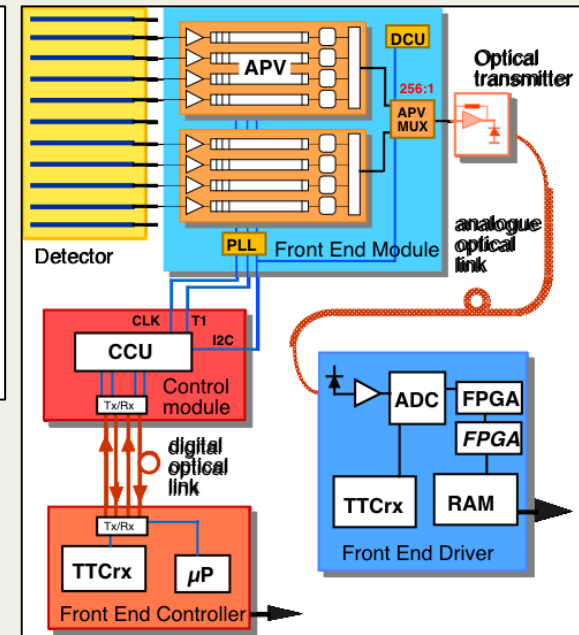 DCU
APV
256:1
APV
MUX
Optical
transmitter
PLL
Front End Module
Detector
analogue
optical
link
CLK
T1
I2C
CCU
Control
module
Tx/Rx
digital
optical
link
Tx/Rx
TTCrx
µP
Front End Controller
ADC
FPGA
FPGA
TTCrx
RAM
Front End Driver